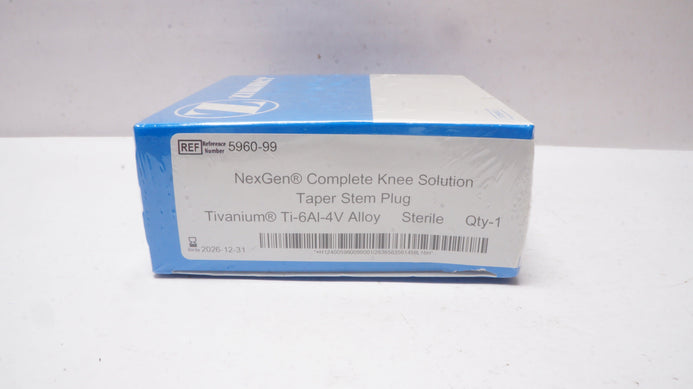 ZIMMER
REF Reference Number 5960-99
NexGen® Complete Knee Solution
Taper Stem Plug
Tivanium® Ti-6Al-4V Alloy Sterile Qty-1
2026-12-31